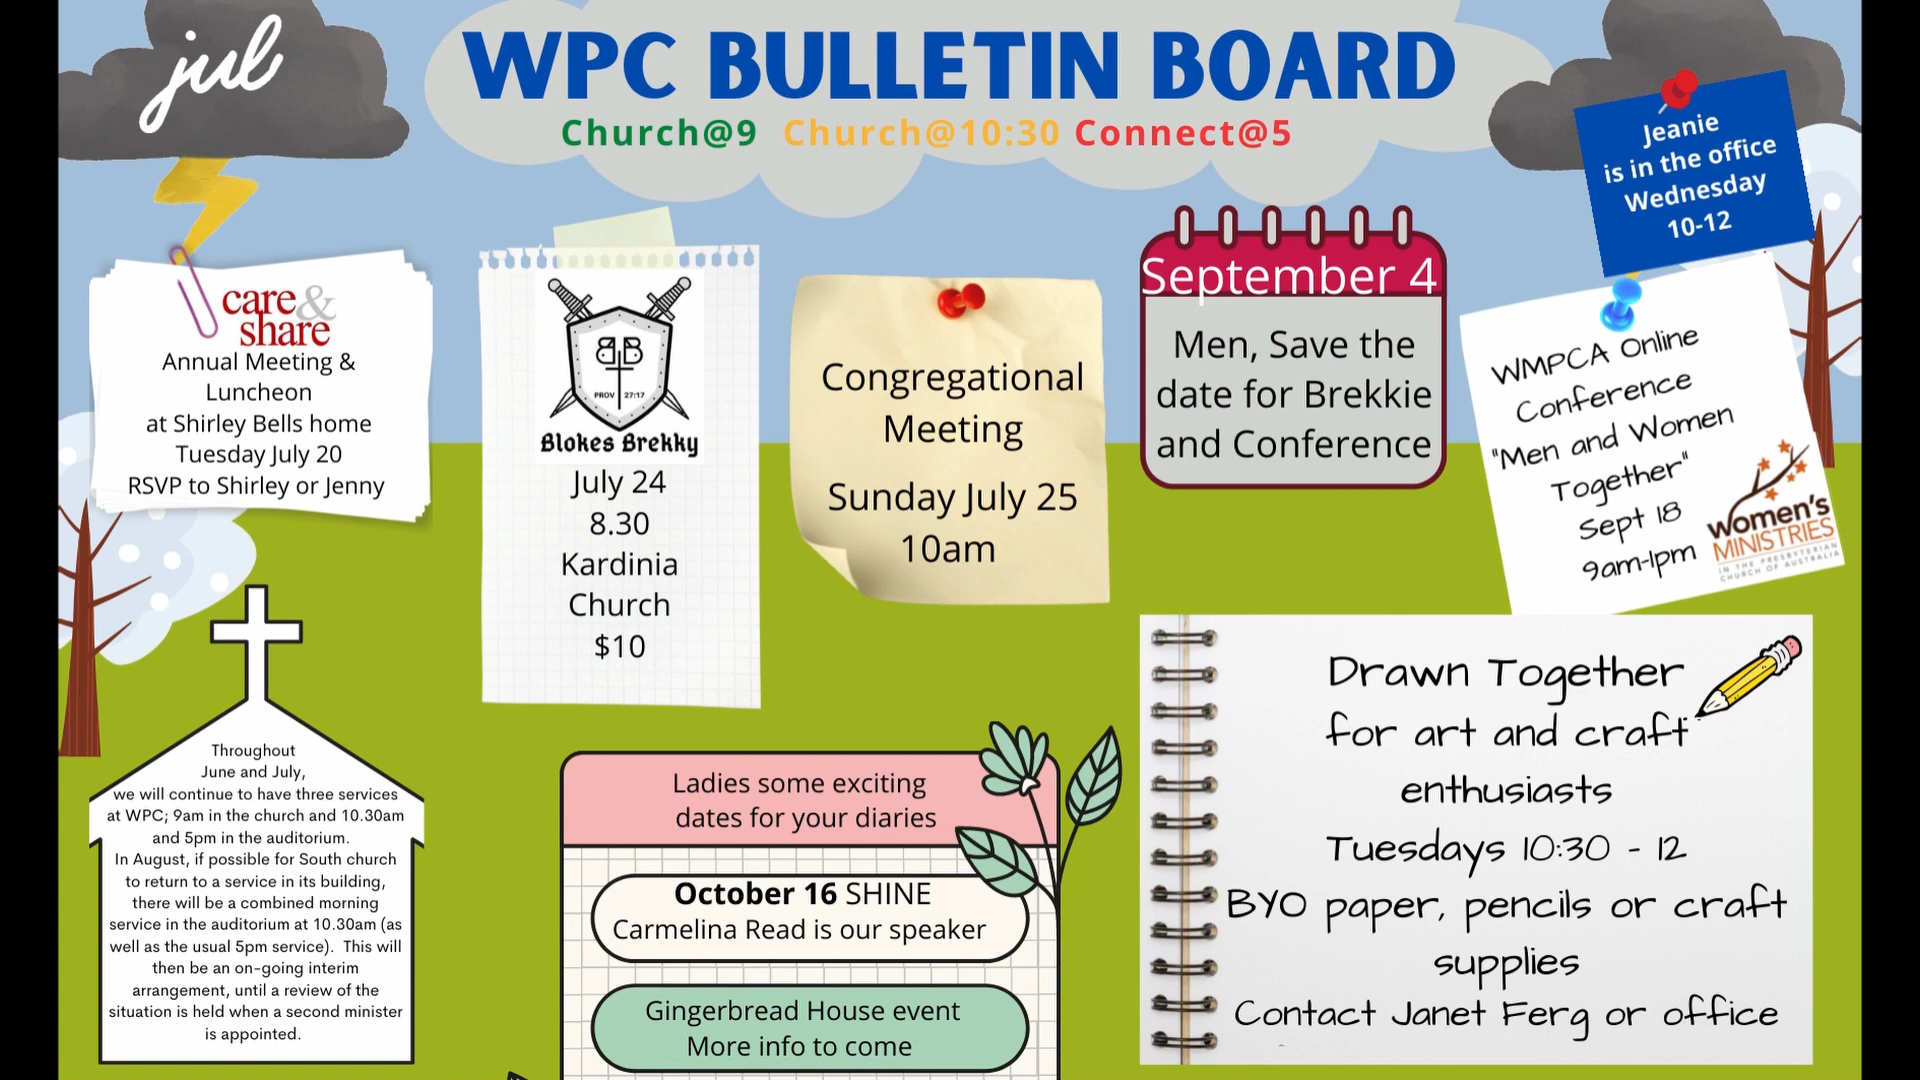 jul
WPC BULLETIN BOARD
Church@9 Church@10:30 Connect@5
Jeanie
is in the office
Wednesday
10-12
care&
share
Annual Meeting &
Luncheon
at Shirley Bells home
Tuesday July 20
RSVP to Shirley or Jenny
BB
PROV 27:17
Blokes Brekky
July 24
8.30
Kardinia
Church
$10
Congregational
Meeting
Sunday July 25
10am
September 4
Men, Save the
date for Brekkie
and Conference
WMPCA Online
Conference
"Men and Women
Together"
Sept 18
9am-1pm
women's
MINISTRIES
IN THE PRESBYTERIAN
CHURCH OF AUSTRALIA
Throughout
June and July,
we will continue to have three services
at WPC; 9am in the church and 10.30am
and 5pm in the auditorium.
In August, if possible for South church
to return to a service in its building,
there will be a combined morning
service in the auditorium at 10.30am (as
well as the usual 5pm service). This will
then be an on-going interim
arrangement, until a review of the
situation is held when a second minister
is appointed.
Ladies some exciting
dates for your diaries
October 16 SHINE
Carmelina Read is our speaker
Gingerbread House event
More info to come
Drawn Together
for art and craft
enthusiasts
Tuesdays 10:30 - 12
BYO paper, pencils or craft
supplies
Contact Janet Ferg or office